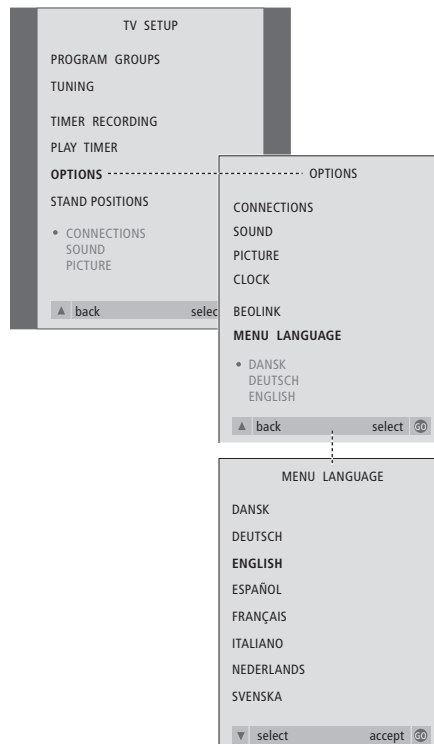 TV SETUP
PROGRAM GROUPS
TUNING
TIMER RECORDING
PLAY TIMER
OPTIONS
STAND POSITIONS
• CONNECTIONS
SOUND
PICTURE
▲ back selec
OPTIONS
CONNECTIONS
SOUND
PICTURE
CLOCK
BEOLINK
MENU LANGUAGE
• DANSK
DEUTSCH
ENGLISH
▲ back select GO
MENU LANGUAGE
DANSK
DEUTSCH
ENGLISH
ESPAÑOL
FRANÇAIS
ITALIANO
NEDERLANDS
SVENSKA
▼ select accept GO